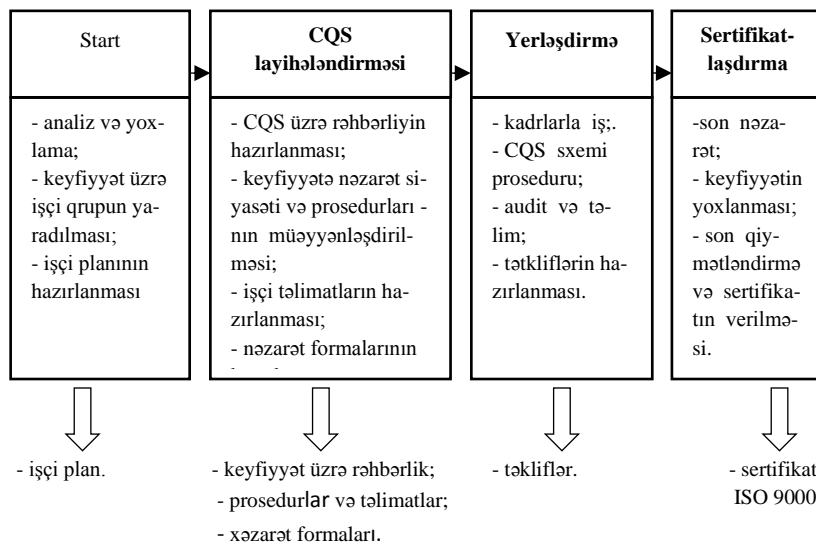 Start
- analiz və yox-
lama;
- keyfiyyət üzrə
işçi qrupun ya-
radılması;
- işçi planının
hazırlanması
CQS
layihələndirməsi
- CQS üzrə rəhbərliyin
hazırlanması;
- keyfiyyətə nəzarət si-
yasəti və prosedurları -
nın müəyyənləşdiril-
məsi;
- işçi təlimatların ha-
zırlanması;
- nəzarət formalarının
Yerləşdirmə
- kadrlarla iş;.
- CQS sxemi
proseduru;
- audit və tə-
lim;
- tətkliflərin ha-
zırlanması.
Sertifikat-
laşdırma
-son nəza-
rət;
- keyfiyyətin
yoxlanması;
- son qiy-
mətləndirmə
və sertifika-
tın verilmə-
si.
- işçi plan.
- keyfiyyət üzrə rəhbərlik;
- prosedurlar və təlimatlar;
- xəzarət formaları.
- təkliflər.
- sertifikat
ISO 9000